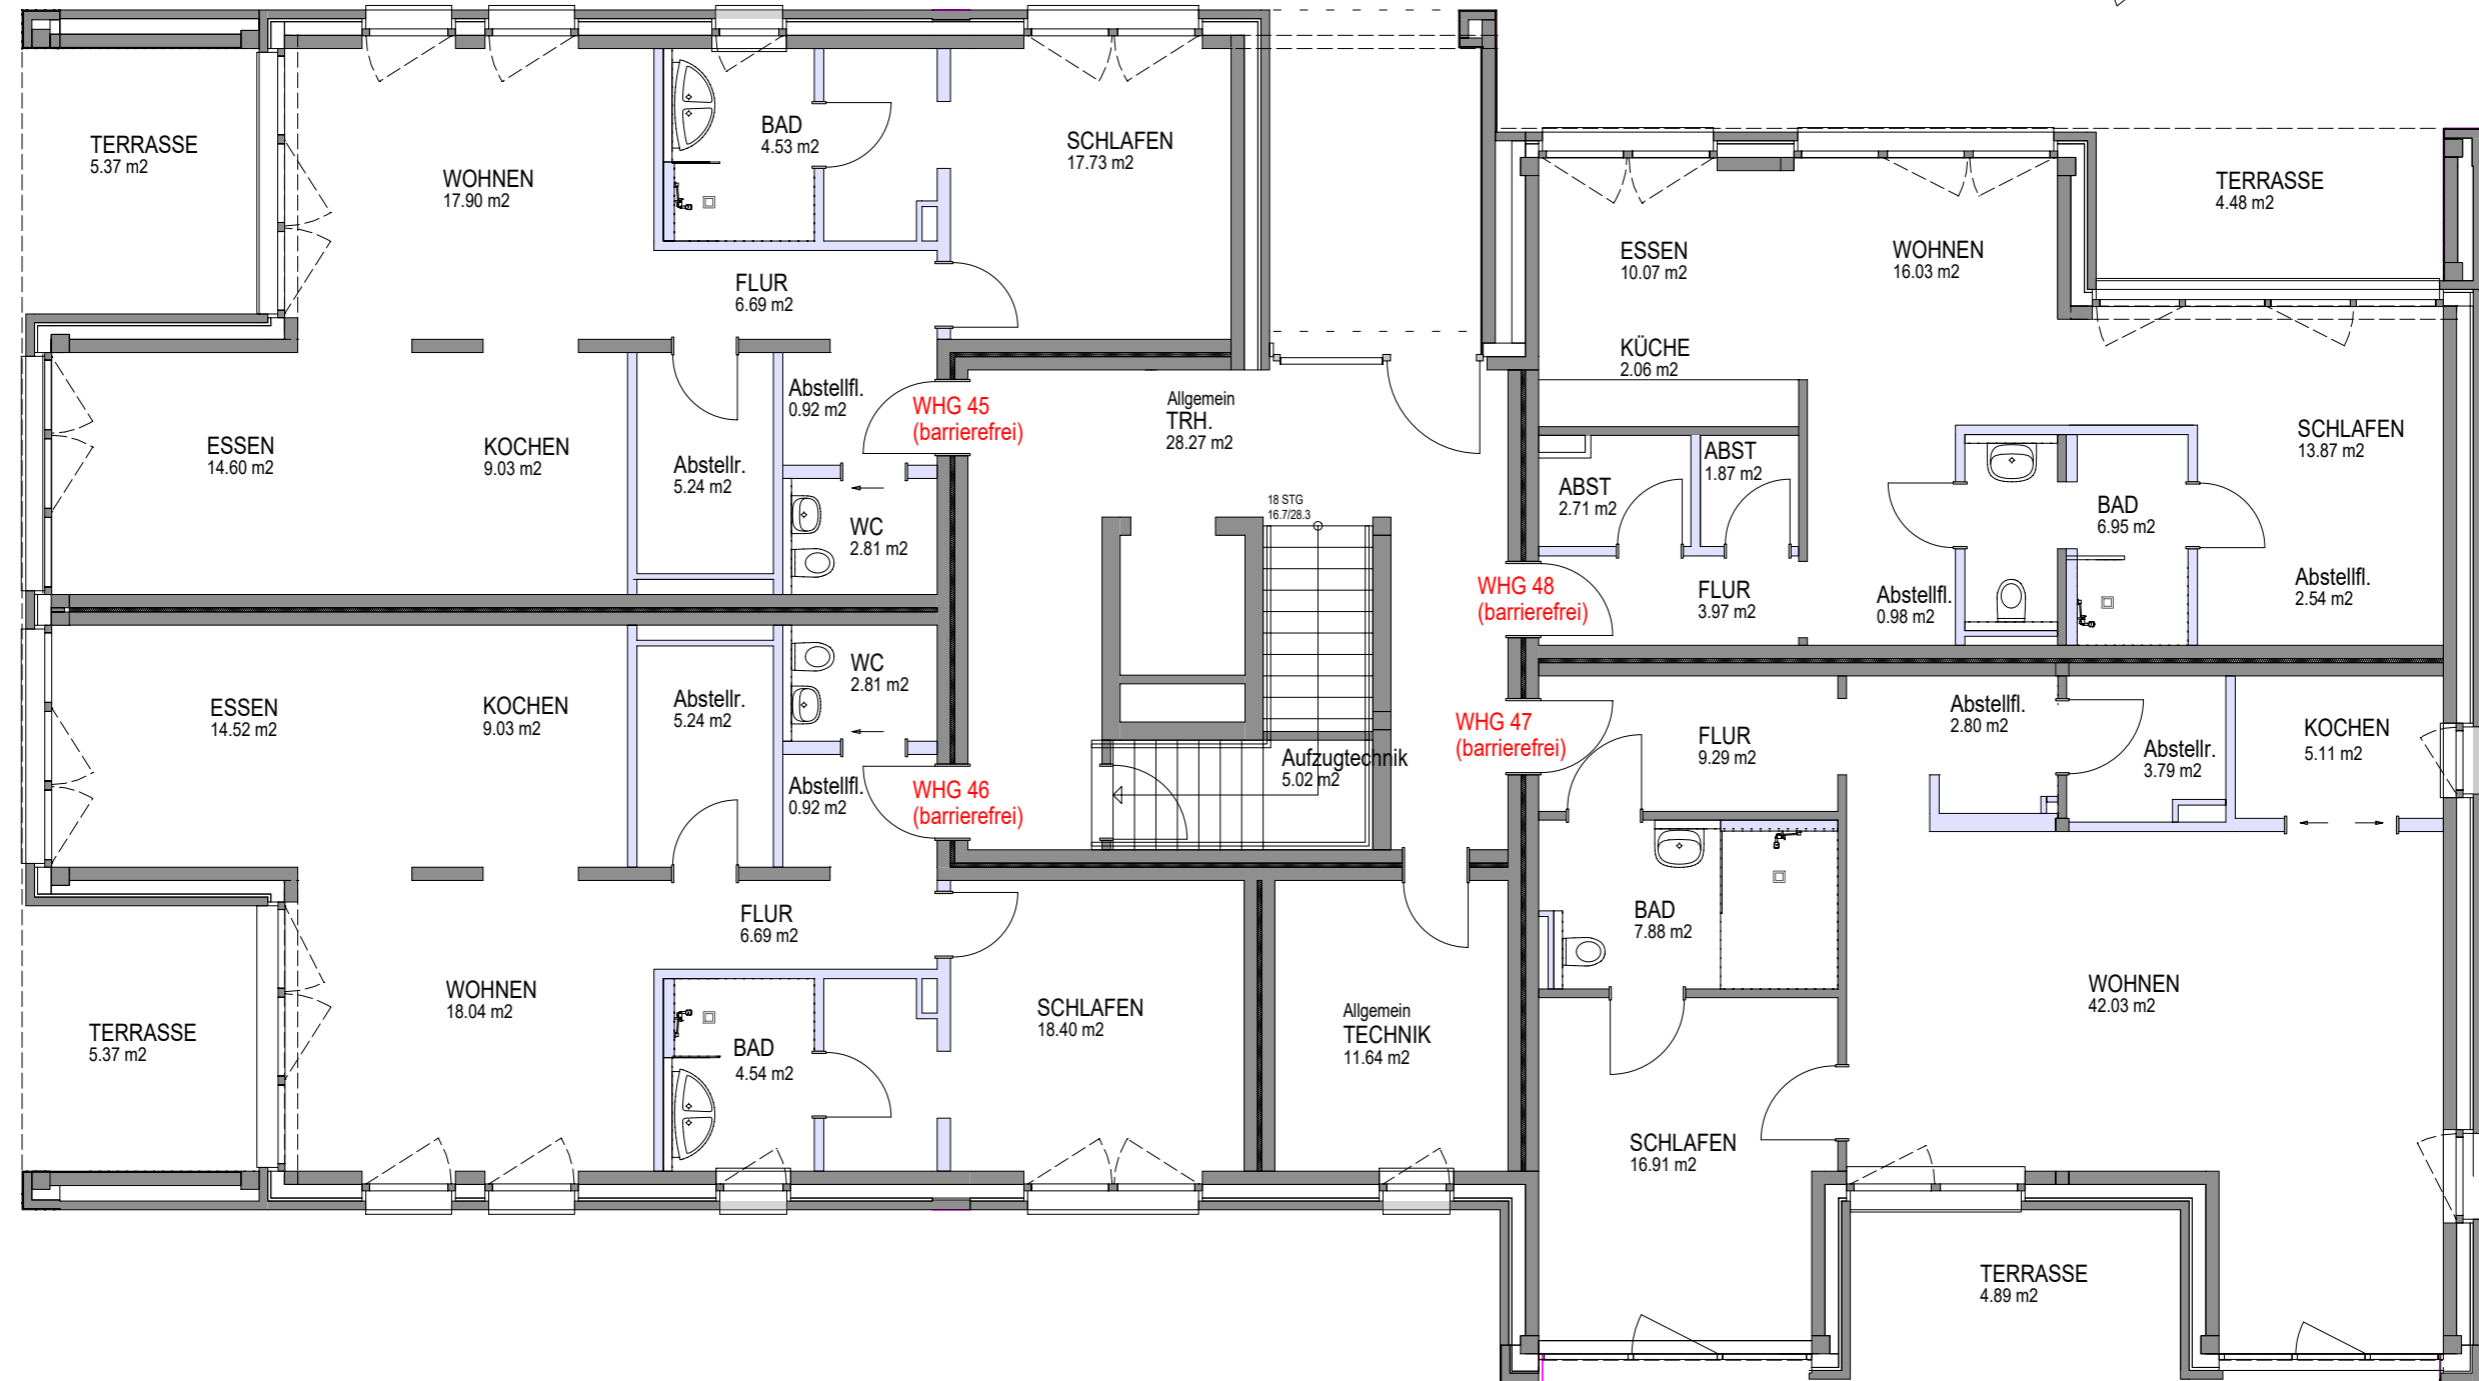 TERRASSE
5.37 m2
WOHNEN
17.90 m2
BAD
4.53 m2
SCHLAFEN
17.73 m2
FLUR
6.69 m2
ESSEN
14.60 m2
KOCHEN
9.03 m2
Abstellr.
5.24 m2
Abstellfl.
0.92 m2
WHG 45
(barrierefrei)
WC
2.81 m2
Allgemein
TRH.
28.27 m2
18 STG
16.7/28.3
Aufzugtechnik
5.02 m2
ESSEN
10.07 m2
WOHNEN
16.03 m2
TERRASSE
4.48 m2
KÜCHE
2.06 m2
ABST
2.71 m2
ABST
1.87 m2
SCHLAFEN
13.87 m2
BAD
6.95 m2
WHG 48
(barrierefrei)
FLUR
3.97 m2
Abstellfl.
0.98 m2
Abstellfl.
2.54 m2
ESSEN
14.52 m2
KOCHEN
9.03 m2
Abstellr.
5.24 m2
WC
2.81 m2
Abstellfl.
0.92 m2
WHG 46
(barrierefrei)
FLUR
6.69 m2
TERRASSE
5.37 m2
WOHNEN
18.04 m2
BAD
4.54 m2
SCHLAFEN
18.40 m2
Allgemein
TECHNIK
11.64 m2
WHG 47
(barrierefrei)
FLUR
9.29 m2
Abstellfl.
2.80 m2
Abstellr.
3.79 m2
KOCHEN
5.11 m2
BAD
7.88 m2
WOHNEN
42.03 m2
SCHLAFEN
16.91 m2
TERRASSE
4.89 m2